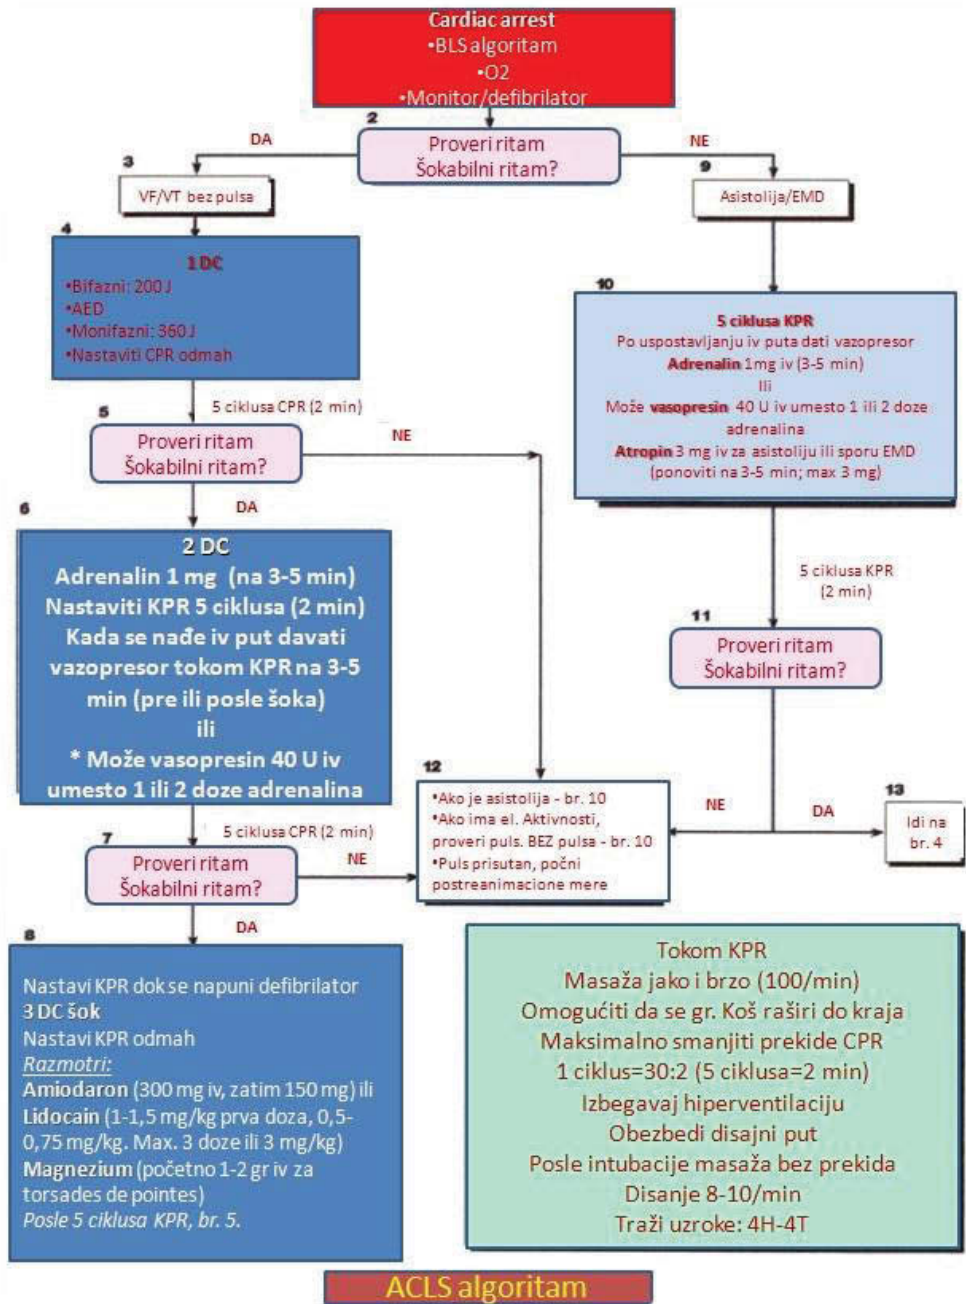 Cardiac arrest
•BLS algoritam
•O2
•Monitor/defibrilator
2
DA
Proveri ritam
Šokabilni ritam?
NE
3
VF/VT bez pulsa
9
Asistolija/EMD
4
1 DC
•Bifazni: 200 J
•AED
•Monifazni: 360 J
•Nastaviti CPR odmah
10
5 ciklusa KPR
Po uspostavljanju iv puta dati vazopresor
Adrenalin 1mg iv (3-5 min)
Ili
Može vasopresin 40 U iv umesto 1 ili 2 doze
adrenalina
Atropin 3 mg iv za asistoliju ili sporu EMD
(ponoviti na 3-5 min; max 3 mg)
5 ciklusa CPR (2 min)
5
Proveri ritam
Šokabilni ritam?
NE
DA
6
2 DC
Adrenalin 1 mg (na 3-5 min)
Nastaviti KPR 5 ciklusa (2 min)
Kada se nađe iv put davati
vazopresor tokom KPR na 3-5
min (pre ili posle šoka)
ili
* Može vasopresin 40 U iv
umesto 1 ili 2 doze adrenalina
5 ciklusa KPR
(2 min)
11
Proveri ritam
Šokabilni ritam?
12
•Ako je asistolija - br. 10
•Ako ima el. Aktivnosti,
proveri puls. BEZ pulsa - br. 10
•Puls prisutan, počni
postreanimacione mere
NE
DA
13
Idi na
br. 4
5 ciklusa CPR (2 min)
7
Proveri ritam
Šokabilni ritam?
NE
DA
8
Nastavi KPR dok se napuni defibrilator
3 DC šok
Nastavi KPR odmah
Razmotri:
Amiodaron (300 mg iv, zatim 150 mg) ili
Lidocain (1-1,5 mg/kg prva doza, 0,5-
0,75 mg/kg. Max. 3 doze ili 3 mg/kg)
Magnezium (početno 1-2 gr iv za
torsades de pointes)
Posle 5 ciklusa KPR, br. 5.
Tokom KPR
Masaža jako i brzo (100/min)
Omogućiti da se gr. Koš raširi do kraja
Maksimalno smanjiti prekide CPR
1 ciklus=30:2 (5 ciklusa=2 min)
Izbegavaj hiperventilaciju
Obezbedi disajni put
Posle intubacije masaža bez prekida
Disanje 8-10/min
Traži uzroke: 4H-4T
ACLS algoritam